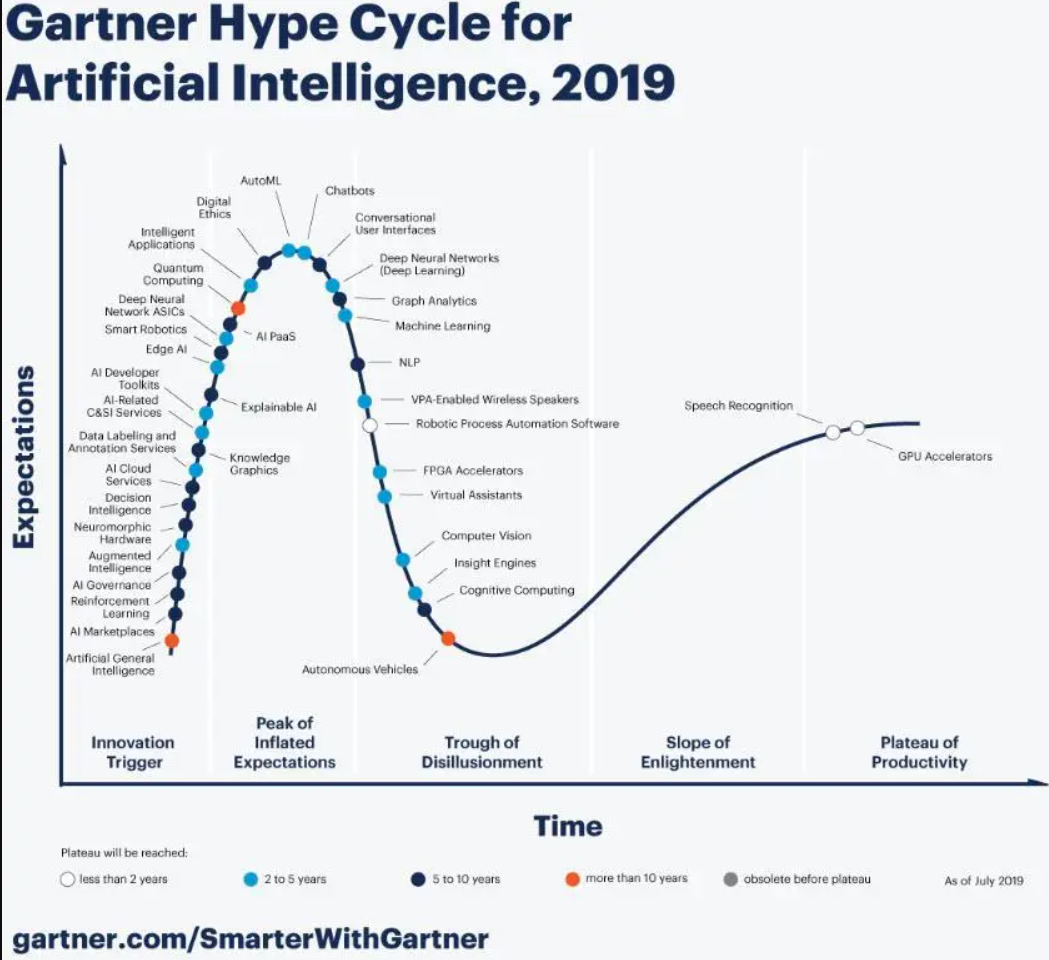 Gartner Hype Cycle for
Artificial Intelligence, 2019
Expectations
AutoML
Chatbots
Digital
Ethics
Conversational
User Interfaces
Intelligent
Applications
Deep Neural Networks
(Deep Learning)
Quantum
Computing
Graph Analytics
Deep Neural
Network ASICs
Machine Learning
Smart Robotics
AI PaaS
Edge AI
NLP
AI Developer
Toolkits
VPA-Enabled Wireless Speakers
AI-Related
C&SI Services
Explainable AI
Robotic Process Automation Software
Speech Recognition
GPU Accelerators
Data Labeling and
Annotation Services
Knowledge
Graphics
AI Cloud
Services
FPGA Accelerators
Decision
Intelligence
Virtual Assistants
Neuromorphic
Hardware
Computer Vision
Augmented
Intelligence
Insight Engines
AI Governance
Cognitive Computing
Reinforcement
Learning
AI Marketplaces
Artificial General
Intelligence
Autonomous Vehicles
Innovation
Trigger
Peak of
Inflated
Expectations
Trough of
Disillusionment
Slope of
Enlightenment
Plateau of
Productivity
Time
Plateau will be reached:
less than 2 years
2 to 5 years
5 to 10 years
more than 10 years
obsolete before plateau
As of July 2019
gartner.com/SmarterWithGartner